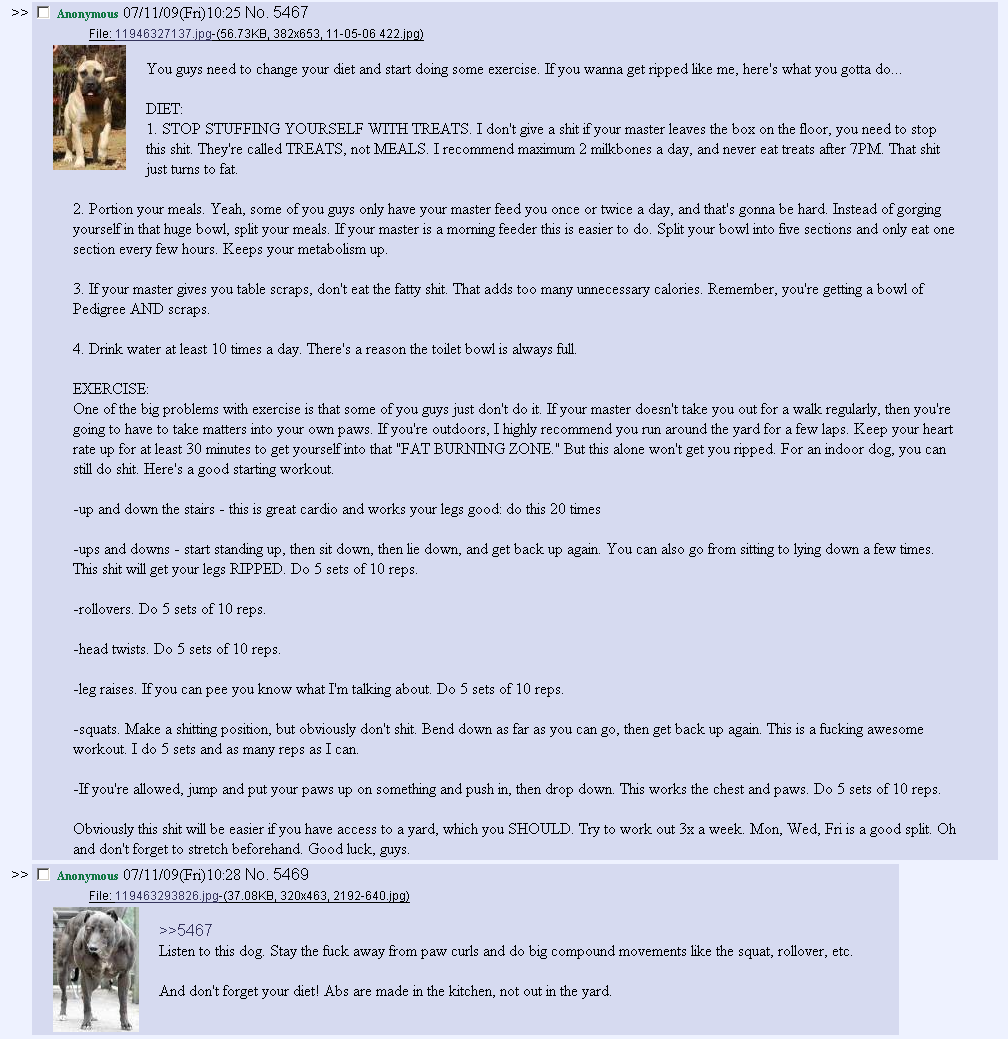 >> Anonymous 07/11/09(Fri)10:25 No. 5467
File: 11946327137.jpg-(56.73KB, 382x653, 11-05-06 422.jpg)
You guys need to change your diet and start doing some exercise. If you wanna get ripped like me, here's what you gotta do...
DIET:
1. STOP STUFFING YOURSELF WITH TREATS. I don't give a shit if your master leaves the box on the floor, you need to stop
this shit. They're called TREATS, not MEALS. I recommend maximum 2 milkbones a day, and never eat treats after 7PM. That shit
just turns to fat.
2. Portion your meals. Yeah, some of you guys only have your master feed you once or twice a day, and that's gonna be hard. Instead of gorging
yourself in that huge bowl, split your meals. If your master is a morning feeder this is easier to do. Split your bowl into five sections and only eat one
section every few hours. Keeps your metabolism up.
3. If your master gives you table scraps, don't eat the fatty shit. That adds too many unnecessary calories. Remember, you're getting a bowl of
Pedigree AND scraps.
4. Drink water at least 10 times a day. There's a reason the toilet bowl is always full.
EXERCISE:
One of the big problems with exercise is that some of you guys just don't do it. If your master doesn't take you out for a walk regularly, then you're
going to have to take matters into your own paws. If you're outdoors, I highly recommend you run around the yard for a few laps. Keep your heart
rate up for at least 30 minutes to get yourself into that "FAT BURNING ZONE." But this alone won't get you ripped. For an indoor dog, you can
still do shit. Here's a good starting workout.
-up and down the stairs - this is great cardio and works your legs good: do this 20 times
-ups and downs - start standing up, then sit down, then lie down, and get back up again. You can also go from sitting to lying down a few times.
This shit will get your legs RIPPED. Do 5 sets of 10 reps.
-rollovers. Do 5 sets of 10 reps.
-head twists. Do 5 sets of 10 reps.
-leg raises. If you can pee you know what I'm talking about. Do 5 sets of 10 reps.
-squats. Make a shitting position, but obviously don't shit. Bend down as far as you can go, then get back up again. This is a fucking awesome
workout. I do 5 sets and as many reps as I can.
-If you're allowed, jump and put your paws up on something and push in, then drop down. This works the chest and paws. Do 5 sets of 10 reps.
Obviously this shit will be easier if you have access to a yard, which you SHOULD. Try to work out 3x a week. Mon, Wed, Fri is a good split. Oh
and don't forget to stretch beforehand. Good luck, guys.
>> Anonymous 07/11/09(Fri)10:28 No. 5469
File: 119463293826.jpg-(37.08KB, 320x463, 2192-640.jpg)
>>5467
Listen to this dog. Stay the fuck away from paw curls and do big compound movements like the squat, rollover, etc.
And don't forget your diet! Abs are made in the kitchen, not out in the yard.